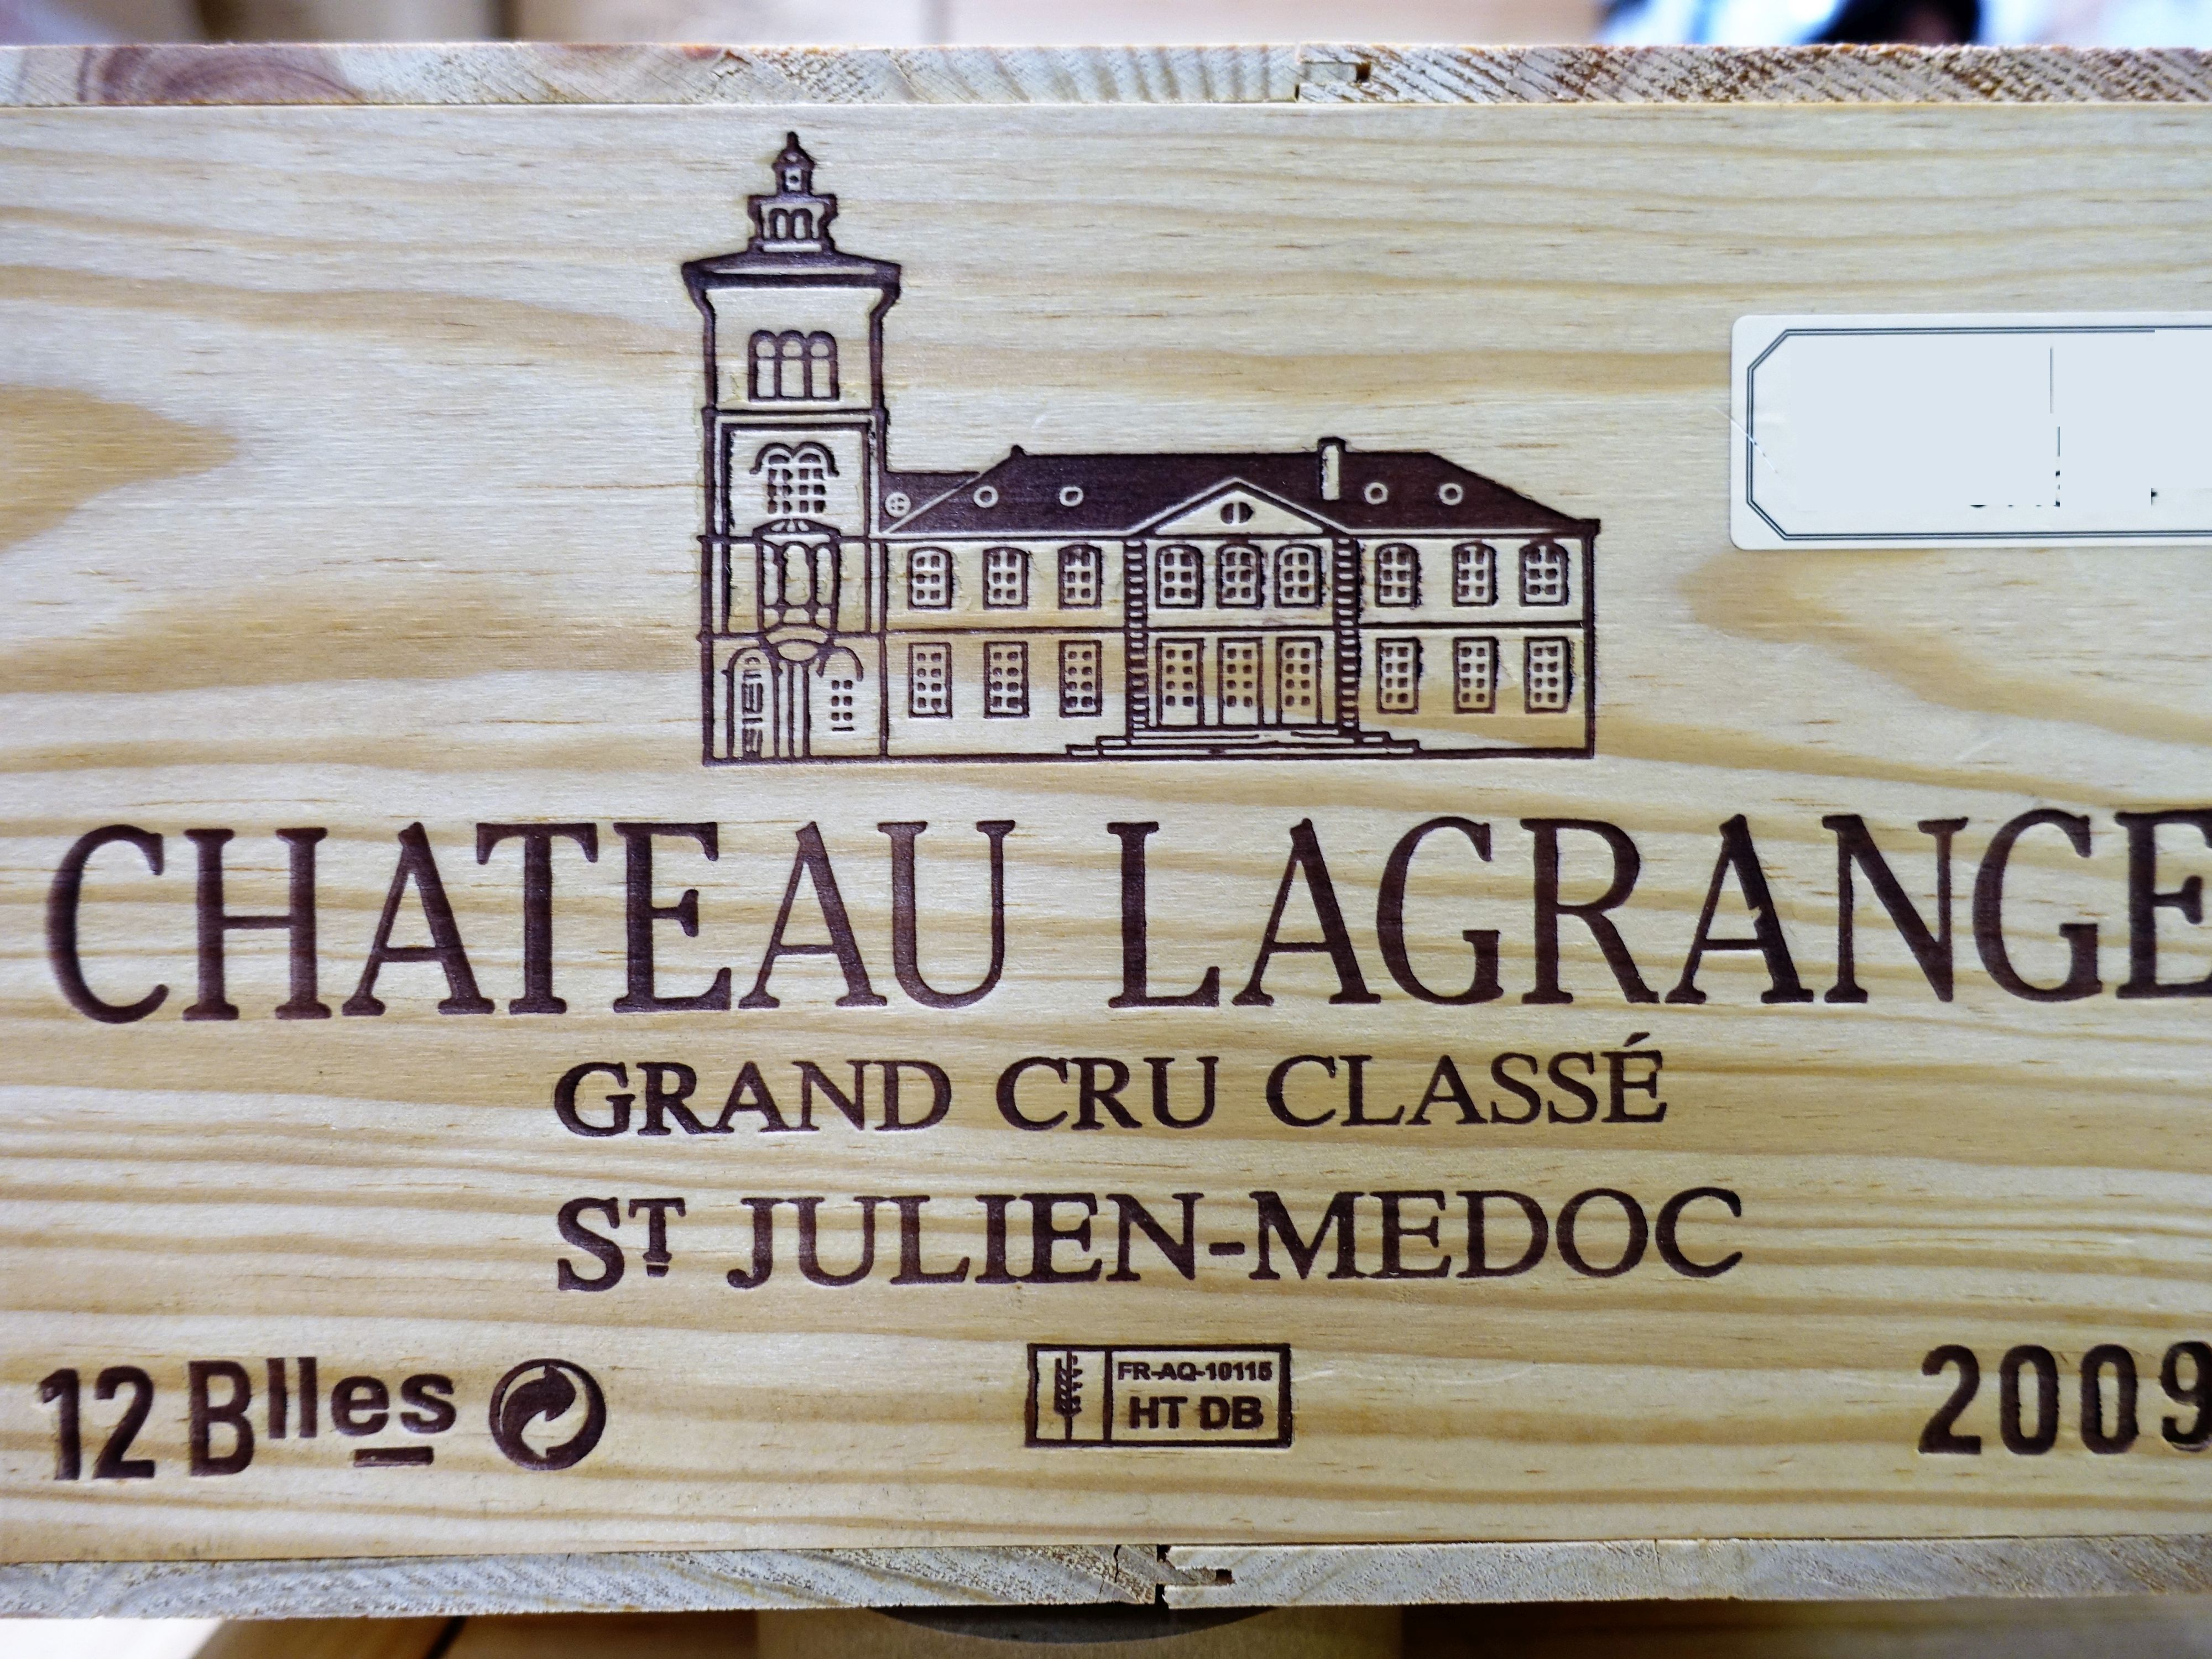 CHATEAU LAGRANGE
GRAND CRU CLASSÉ
ST JULIEN-MEDOC
12 Blles
FR-AQ-10115
HT DB
2009